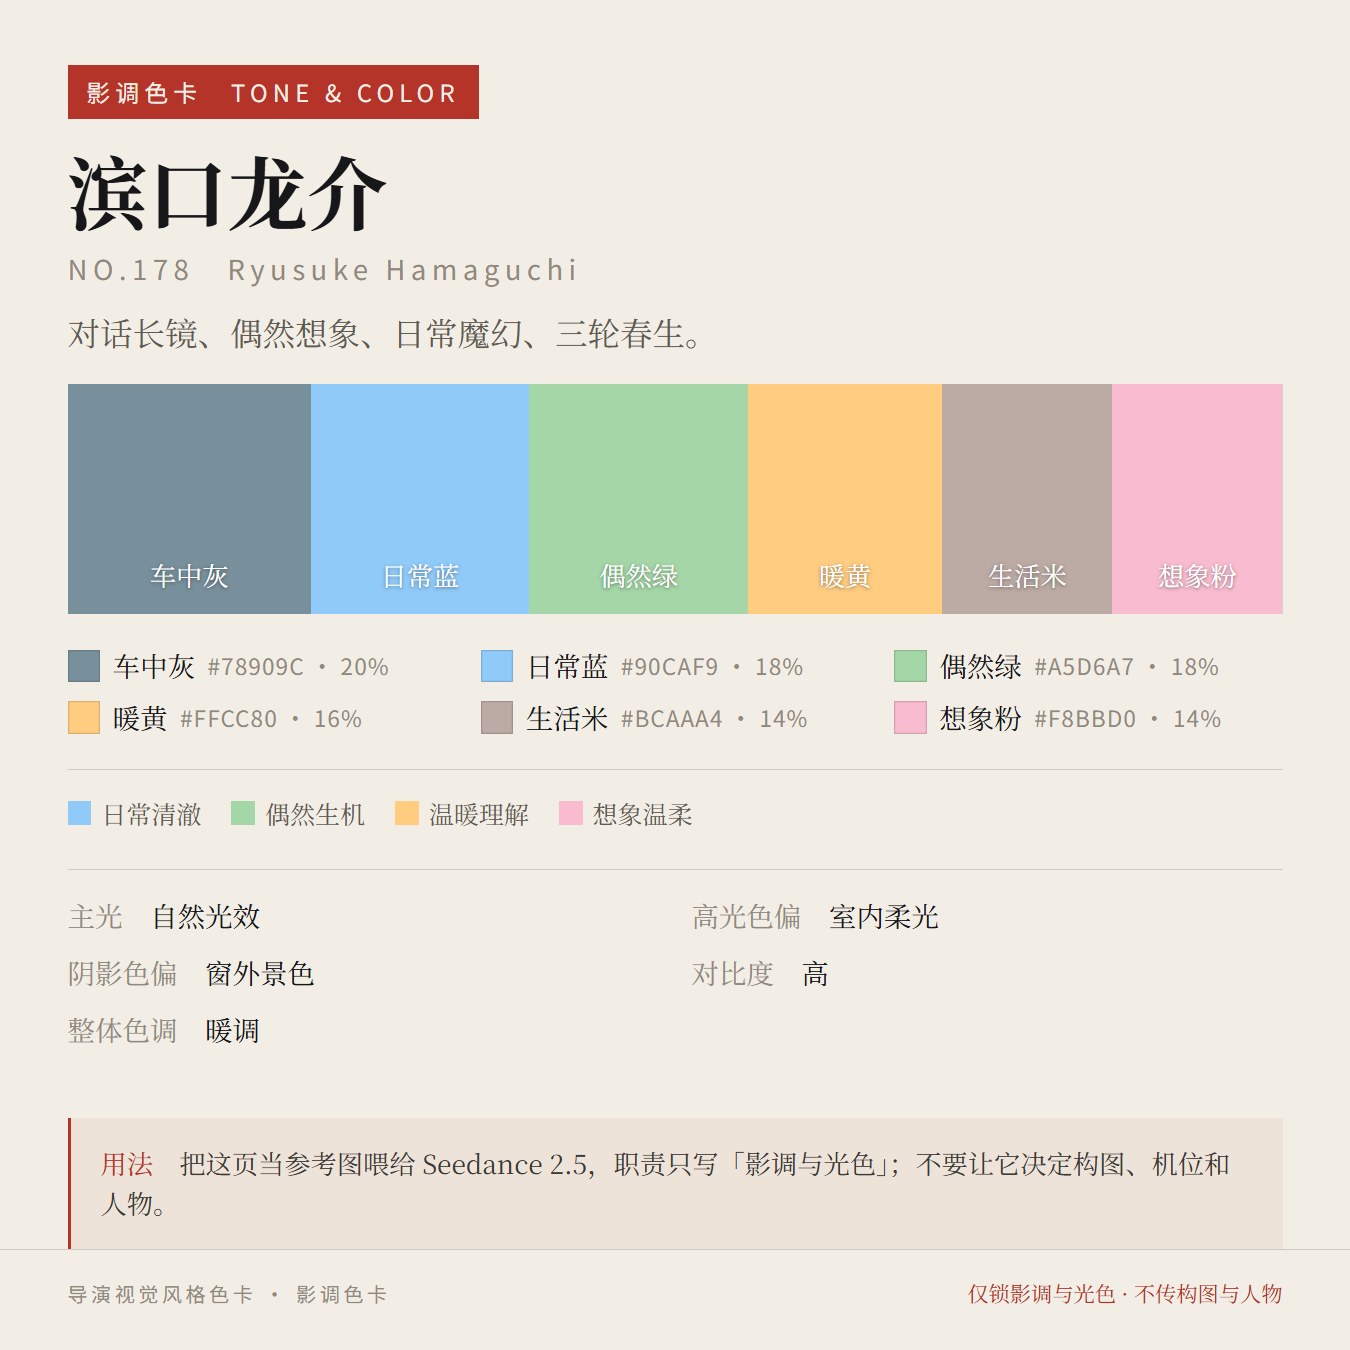 影调色卡 TONE & COLOR
滨口龙介
NO.178 Ryusuke Hamaguchi
对话长镜、偶然想象、日常魔幻、三轮春生。
车中灰 日常蓝 偶然绿 暖黄 生活米 想象粉
车中灰 #78909C • 20% 日常蓝 #90CAF9 • 18% 偶然绿 #A5D6A7 • 18%
暖黄 #FFCC80 • 16% 生活米 #BCAAA4 • 14% 想象粉 #F8BBD0 • 14%
日常清澈 偶然生机 温暖理解 想象温柔
主光 自然光效 高光色偏 室内柔光
阴影色偏 窗外景色 对比度 高
整体色调 暖调
用法 把这页当参考图喂给 Seedance 2.5，职责只写「影调与光色」；不要让它决定构图、机位和
人物。
导演视觉风格色卡 • 影调色卡 仅锁影调与光色 · 不传构图与人物